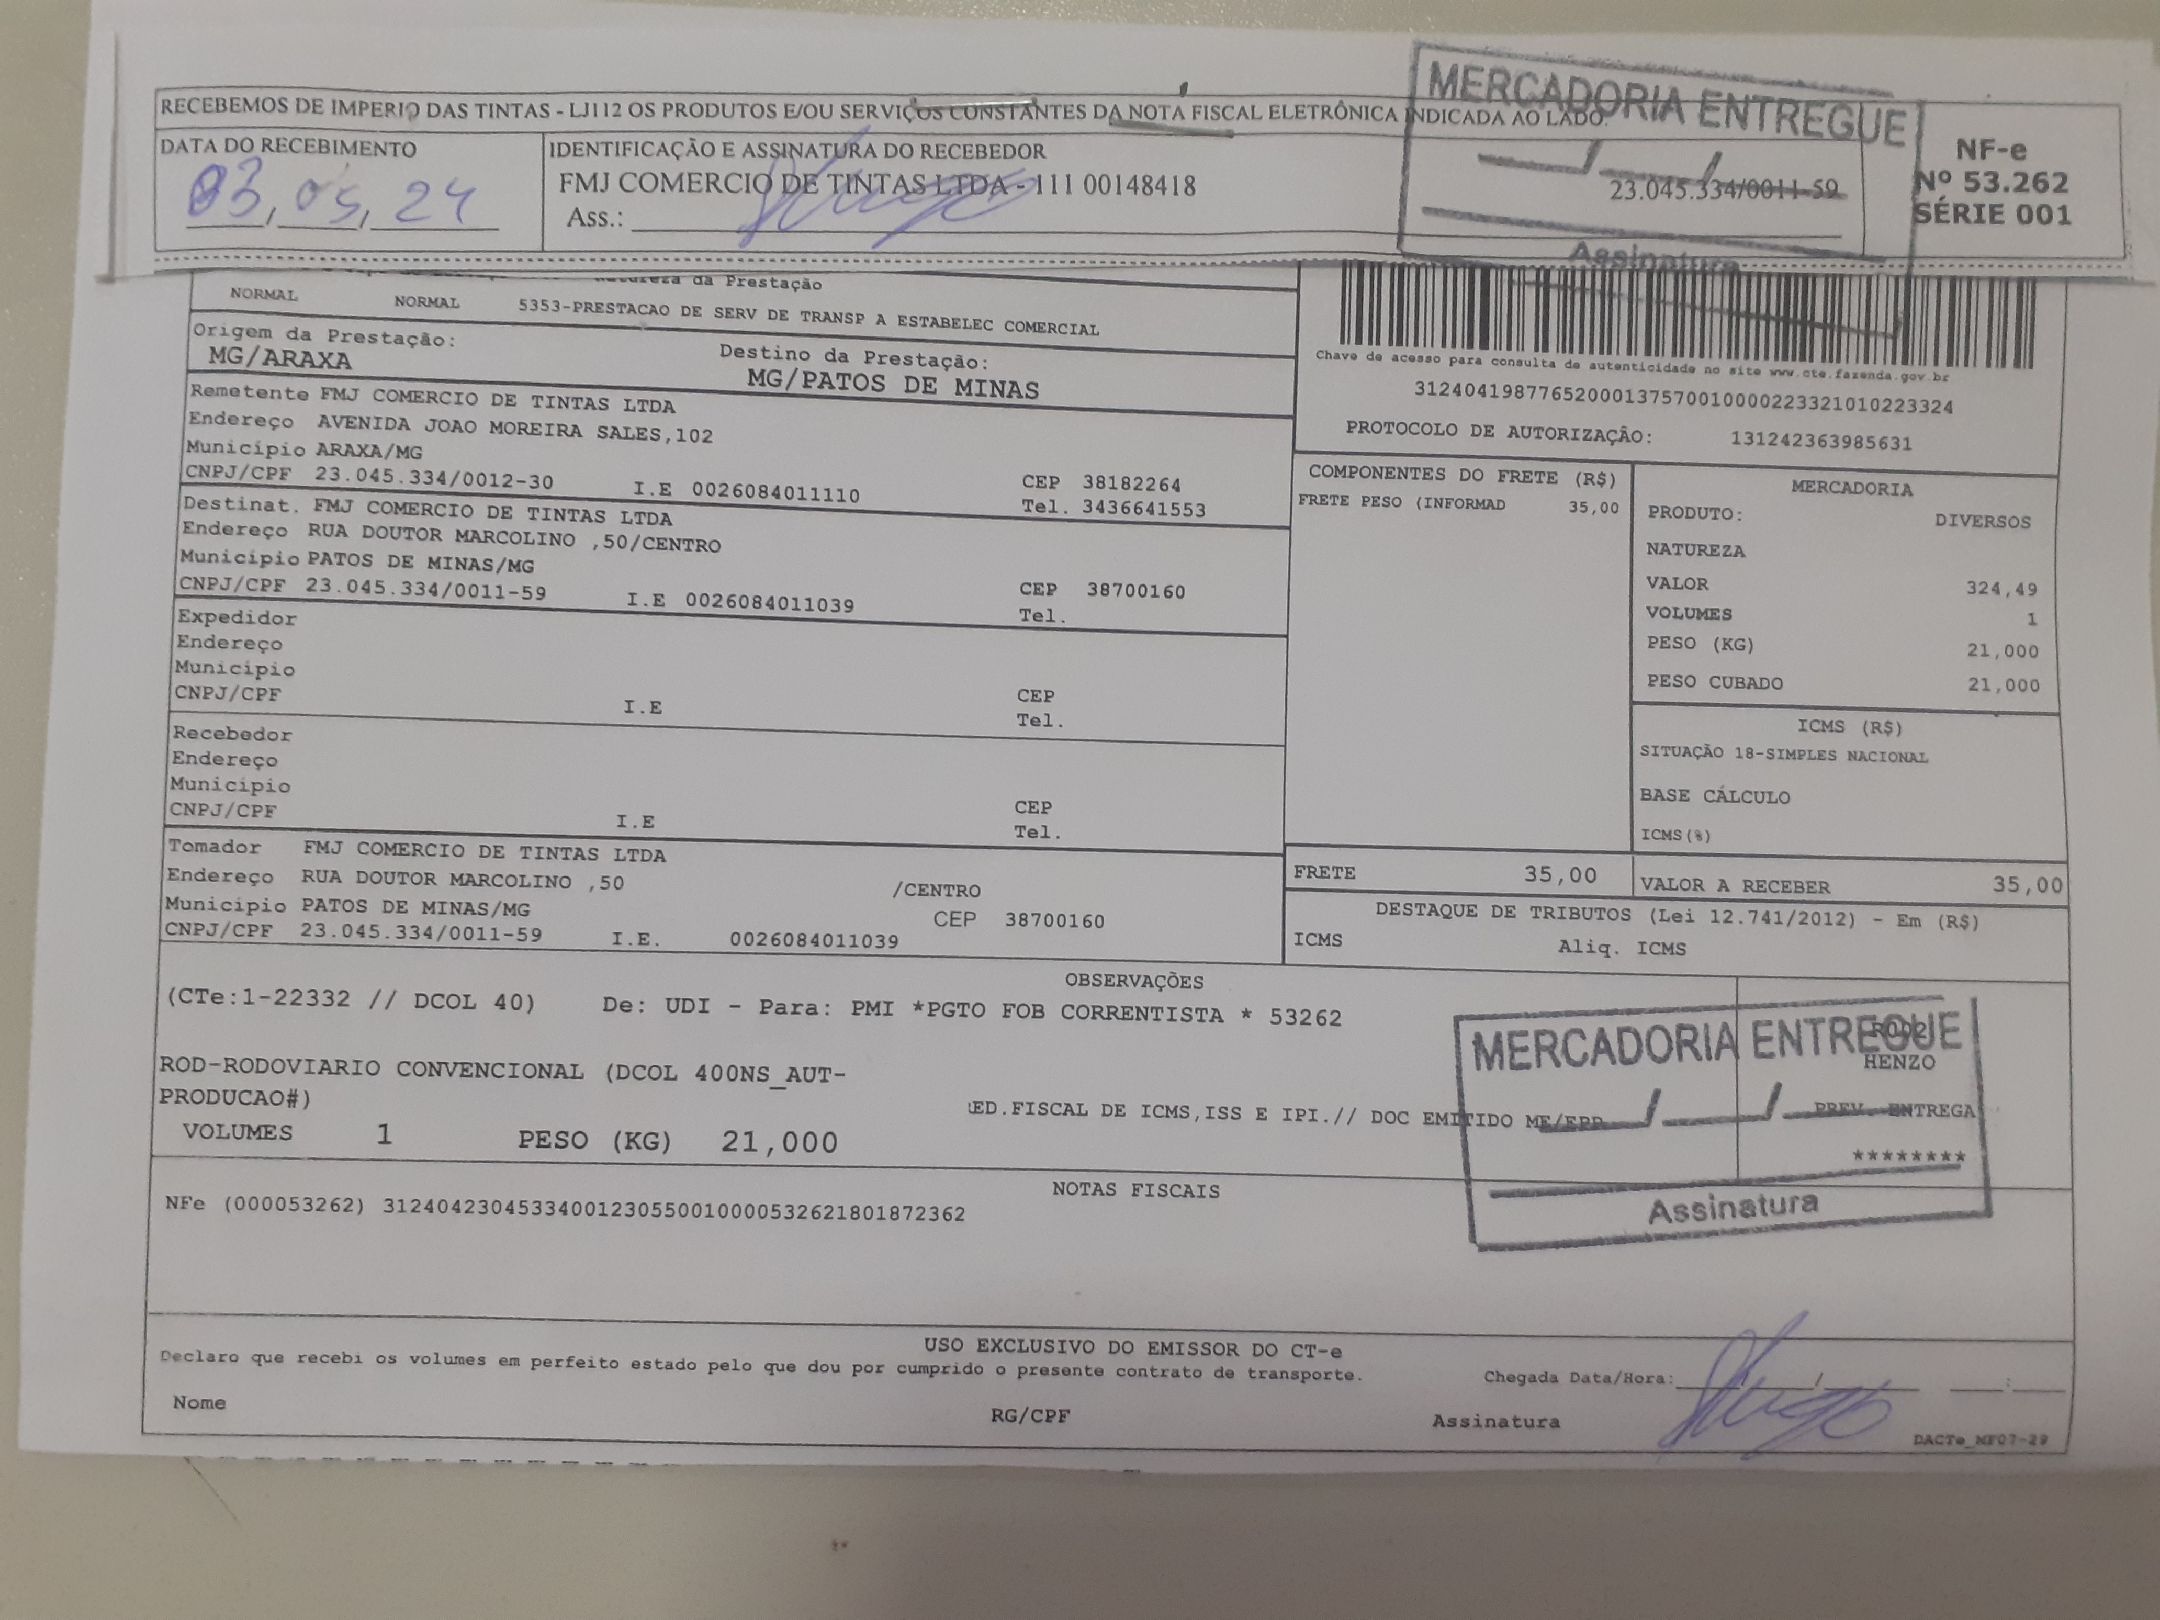 RECEBEMOS DE IMPERIO DAS TINTAS - LJ112 OS PRODUTOS E/OU SERVIÇOS CONSTANTES DA NOTA FISCAL ELETRÔNICA INDICADA AO LADO.
MERCADORIA ENTREGUE
DATA DO RECEBIMENTO
03, 05, 24
IDENTIFICAÇÃO E ASSINATURA DO RECEBEDOR
FMJ COMERCIO DE TINTAS LTDA - 111 00148418
23.045.334/0011-59
Ass.:
Assinatura
NF-e
Nº 53.262
SÉRIE 001
Natureza da Prestação
NORMAL NORMAL 5353-PRESTACAO DE SERV DE TRANSP A ESTABELEC COMERCIAL
Origem da Prestação:
MG/ARAXA
Destino da Prestação:
MG/PATOS DE MINAS
Chave de acesso para consulta de autenticidade no site www.cte.fazenda.gov.br
31240419877652000137570010000223321010223324
PROTOCOLO DE AUTORIZAÇÃO: 131242363985631
Remetente FMJ COMERCIO DE TINTAS LTDA
Endereço AVENIDA JOAO MOREIRA SALES,102
Município ARAXA/MG
CNPJ/CPF 23.045.334/0012-30 I.E 0026084011110 CEP 38182264
Tel. 3436641553
Destinat. FMJ COMERCIO DE TINTAS LTDA
Endereço RUA DOUTOR MARCOLINO ,50/CENTRO
Município PATOS DE MINAS/MG
CNPJ/CPF 23.045.334/0011-59 I.E 0026084011039 CEP 38700160
Tel.
Expedidor
Endereço
Município
CNPJ/CPF I.E CEP
Tel.
Recebedor
Endereço
Município
CNPJ/CPF I.E CEP
Tel.
Tomador FMJ COMERCIO DE TINTAS LTDA
Endereço RUA DOUTOR MARCOLINO ,50 /CENTRO
Município PATOS DE MINAS/MG CEP 38700160
CNPJ/CPF 23.045.334/0011-59 I.E. 0026084011039
COMPONENTES DO FRETE (R$)
FRETE PESO (INFORMAD 35,00
MERCADORIA
PRODUTO: DIVERSOS
NATUREZA
VALOR 324,49
VOLUMES 1
PESO (KG) 21,000
PESO CUBADO 21,000
ICMS (R$)
SITUAÇÃO 18-SIMPLES NACIONAL
BASE CÁLCULO
ICMS(%)
FRETE 35,00 VALOR A RECEBER 35,00
DESTAQUE DE TRIBUTOS (Lei 12.741/2012) - Em (R$)
ICMS Aliq. ICMS
OBSERVAÇÕES
(CTe:1-22332 // DCOL 40) De: UDI - Para: PMI *PGTO FOB CORRENTISTA * 53262
ROD-RODOVIARIO CONVENCIONAL (DCOL 400NS_AUT-
PRODUCAO#)
ED.FISCAL DE ICMS,ISS E IPI.// DOC EMITIDO ME/EPP
VOLUMES 1 PESO (KG) 21,000
MERCADORIA ENTREGUE
HENZO
PREV. ENTREGA
********
Assinatura
NOTAS FISCAIS
NFe (000053262) 31240423045334001230550010000532621801872362
USO EXCLUSIVO DO EMISSOR DO CT-e
Declaro que recebi os volumes em perfeito estado pelo que dou por cumprido o presente contrato de transporte.
Chegada Data/Hora: / / :
Nome RG/CPF Assinatura
DACTe_NF07-29